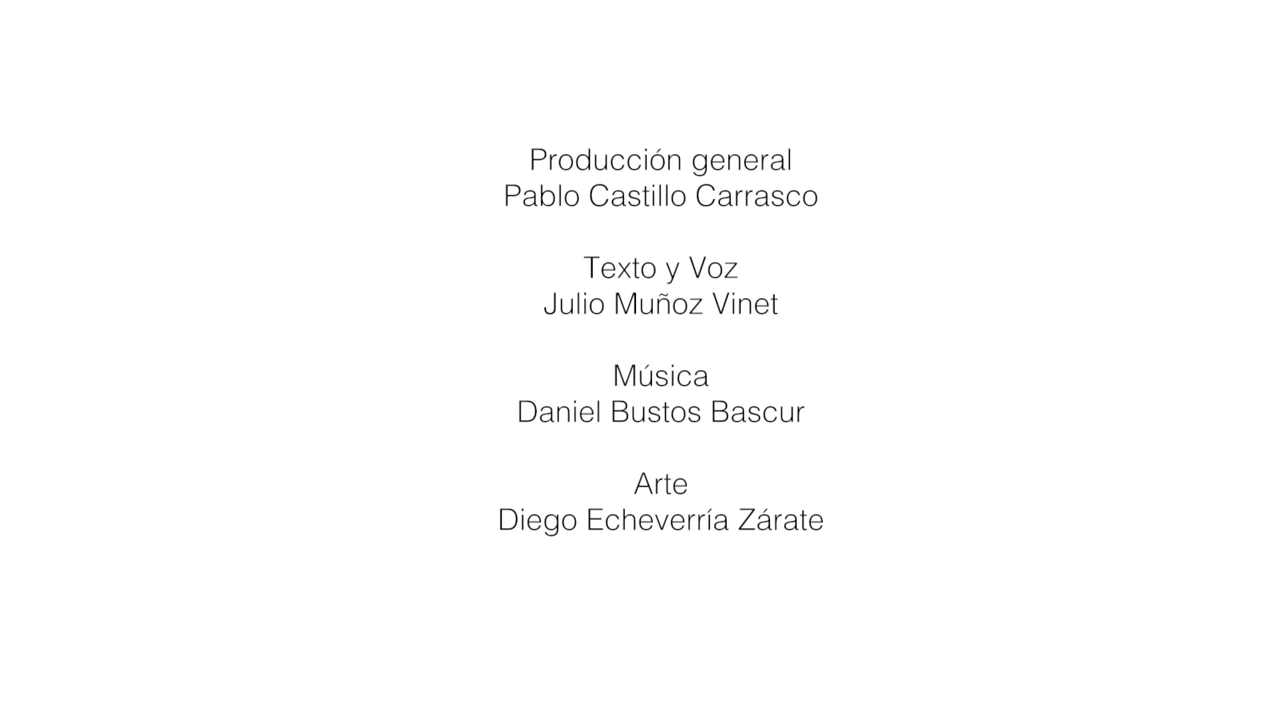 Producción general
Pablo Castillo Carrasco
Texto y Voz
Julio Muñoz Vinet
Música
Daniel Bustos Bascur
Arte
Diego Echeverría Zárate